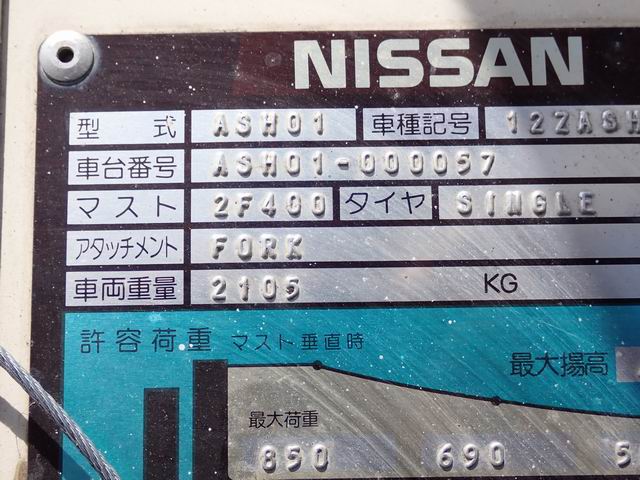 NISSAN
型式 ASH01 車種記号 12ZASH
車台番号 ASH01-000057
マスト 2F400 タイヤ SINGLE
アタッチメント FORK
車両重量 2105 KG
許容荷重 マスト垂直時
最大揚高
最大荷重
850 690 5